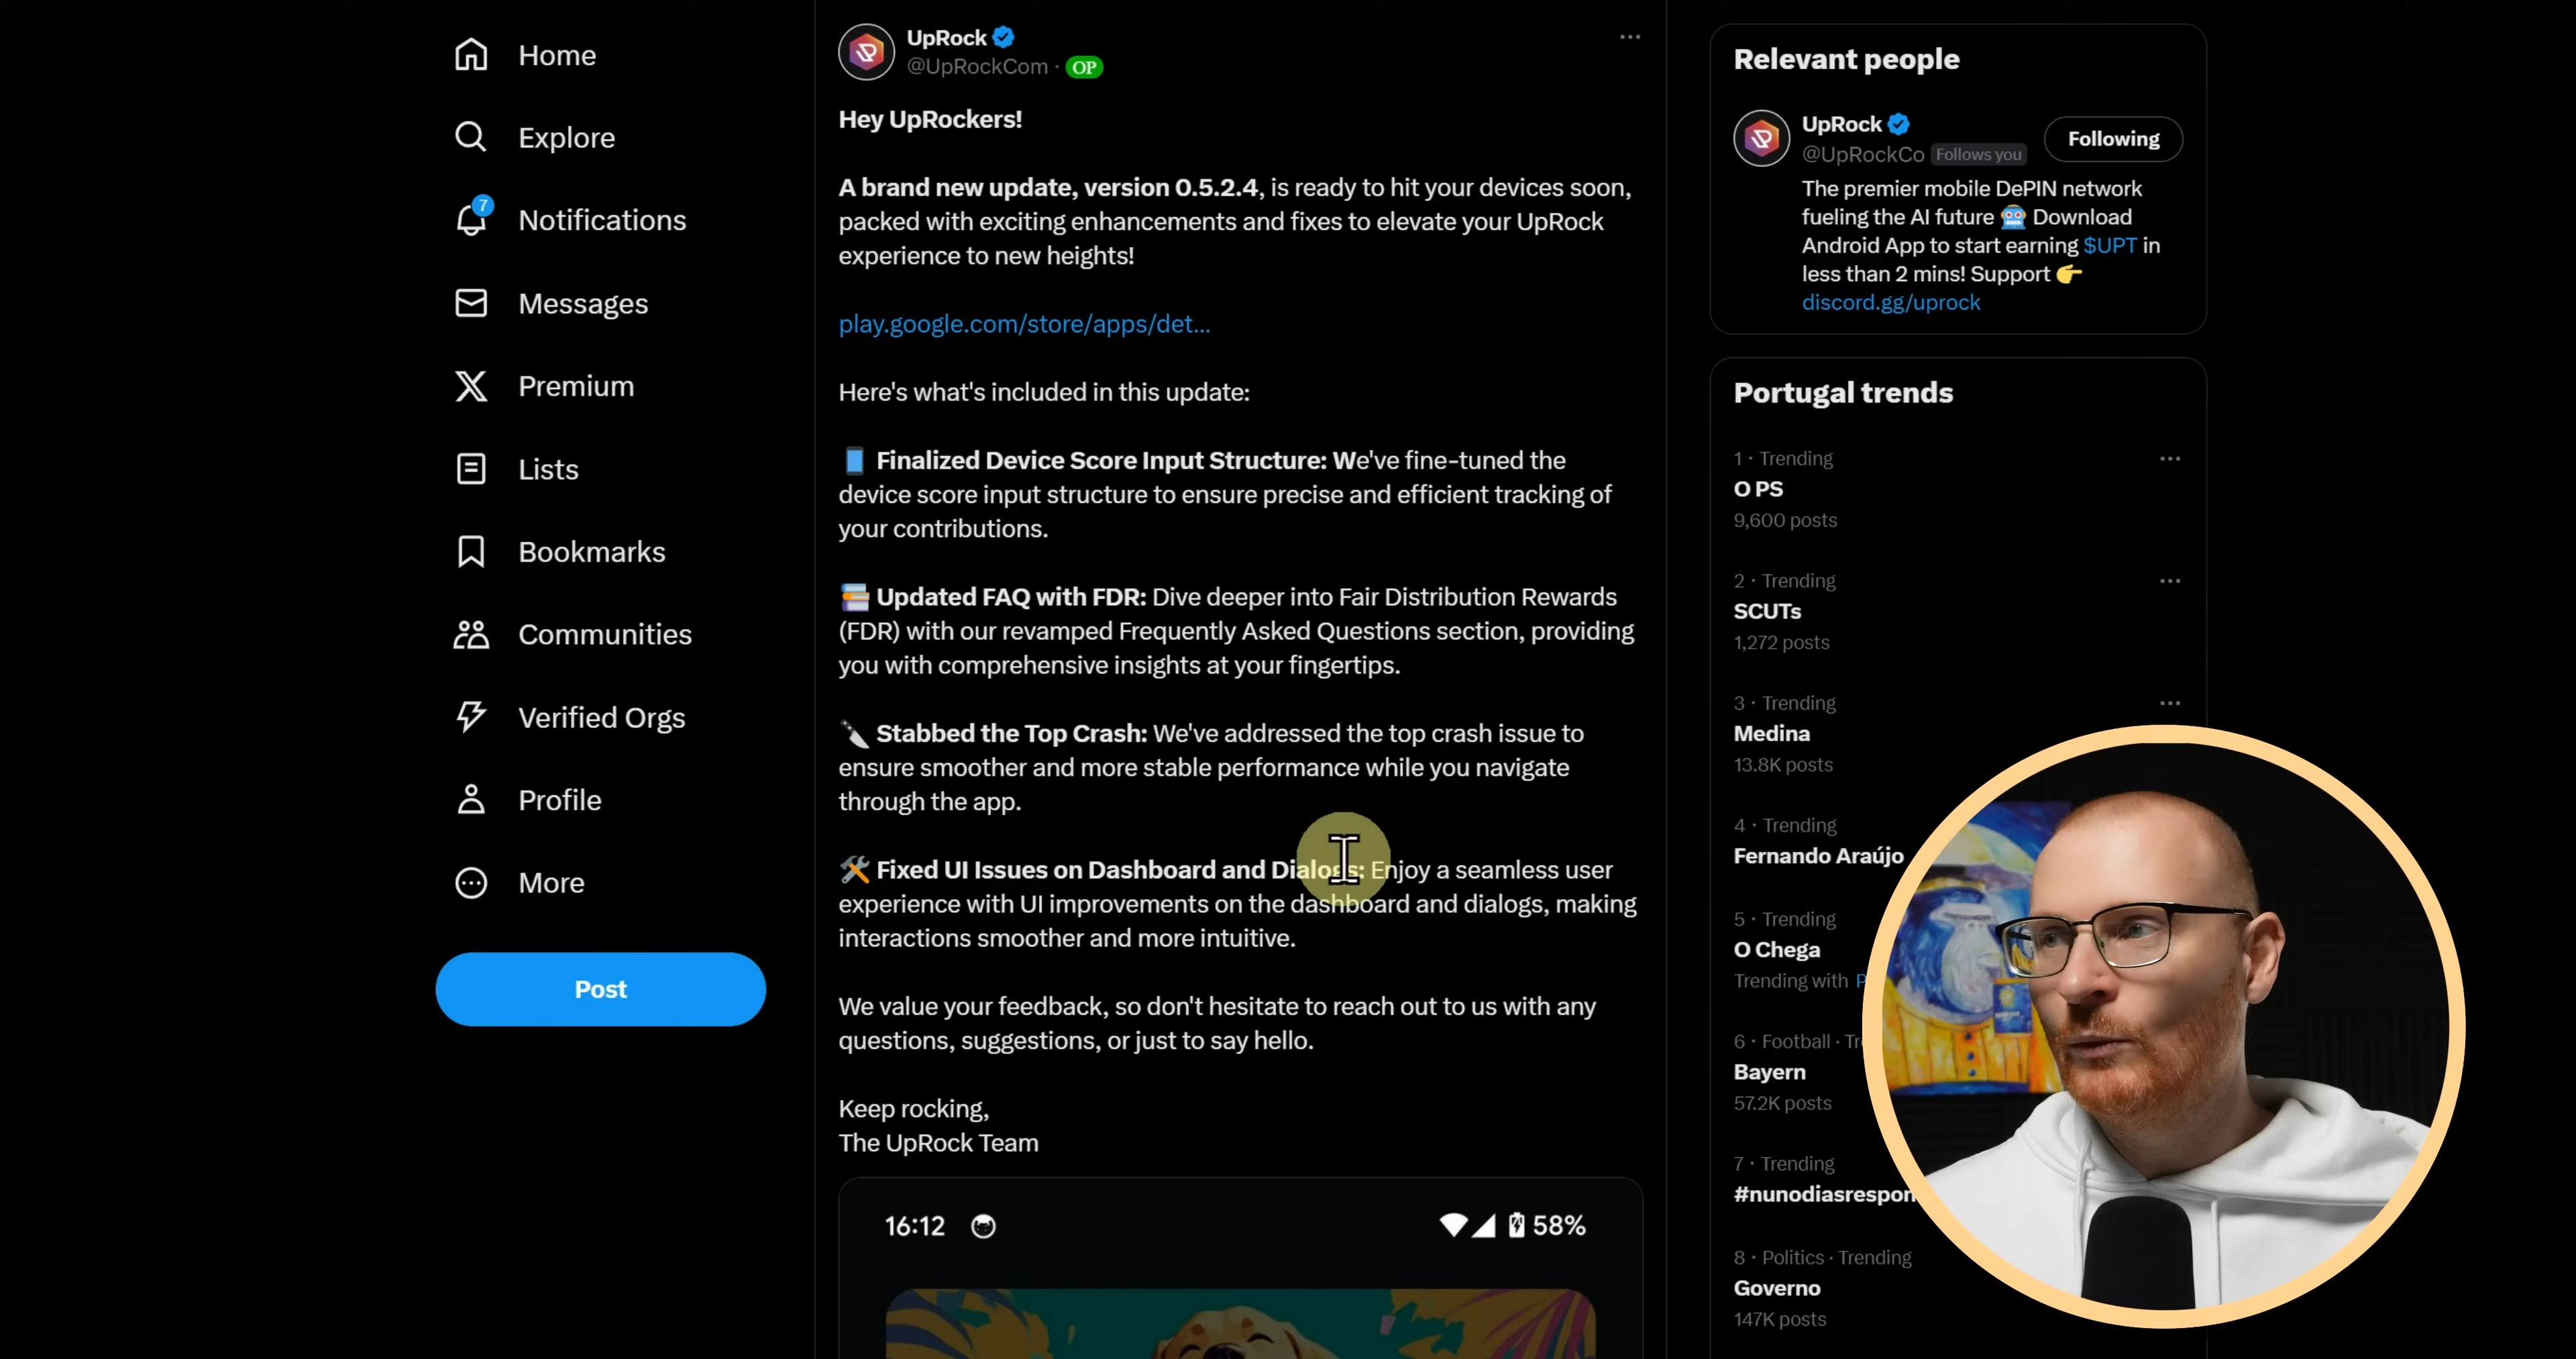 Home
Explore
7
Notifications
Messages
Premium
Lists
Bookmarks
Communities
Verified Orgs
Profile
More
Post
UpRock
@UpRockCom · OP
Hey UpRockers!
A brand new update, version 0.5.2.4, is ready to hit your devices soon,
packed with exciting enhancements and fixes to elevate your UpRock
experience to new heights!
play.google.com/store/apps/det...
Here's what's included in this update:
Finalized Device Score Input Structure: We've fine-tuned the
device score input structure to ensure precise and efficient tracking of
your contributions.
Updated FAQ with FDR: Dive deeper into Fair Distribution Rewards
(FDR) with our revamped Frequently Asked Questions section, providing
you with comprehensive insights at your fingertips.
Stabbed the Top Crash: We've addressed the top crash issue to
ensure smoother and more stable performance while you navigate
through the app.
Fixed UI Issues on Dashboard and Dialogs: Enjoy a seamless user
experience with UI improvements on the dashboard and dialogs, making
interactions smoother and more intuitive.
We value your feedback, so don't hesitate to reach out to us with any
questions, suggestions, or just to say hello.
Keep rocking,
The UpRock Team
16:12
58%
Relevant people
UpRock
@UpRockCo Follows you
Following
The premier mobile DePIN network
fueling the AI future Download
Android App to start earning $UPT in
less than 2 mins! Support
discord.gg/uprock
Portugal trends
1 · Trending
O PS
9,600 posts
2 · Trending
SCUTs
1,272 posts
3 · Trending
Medina
13.8K posts
4 · Trending
Fernando Araújo
5 · Trending
O Chega
Trending with P
6 · Football · Tre
Bayern
57.2K posts
7 · Trending
#nunodiasrespon
8 · Politics · Trending
Governo
147K posts